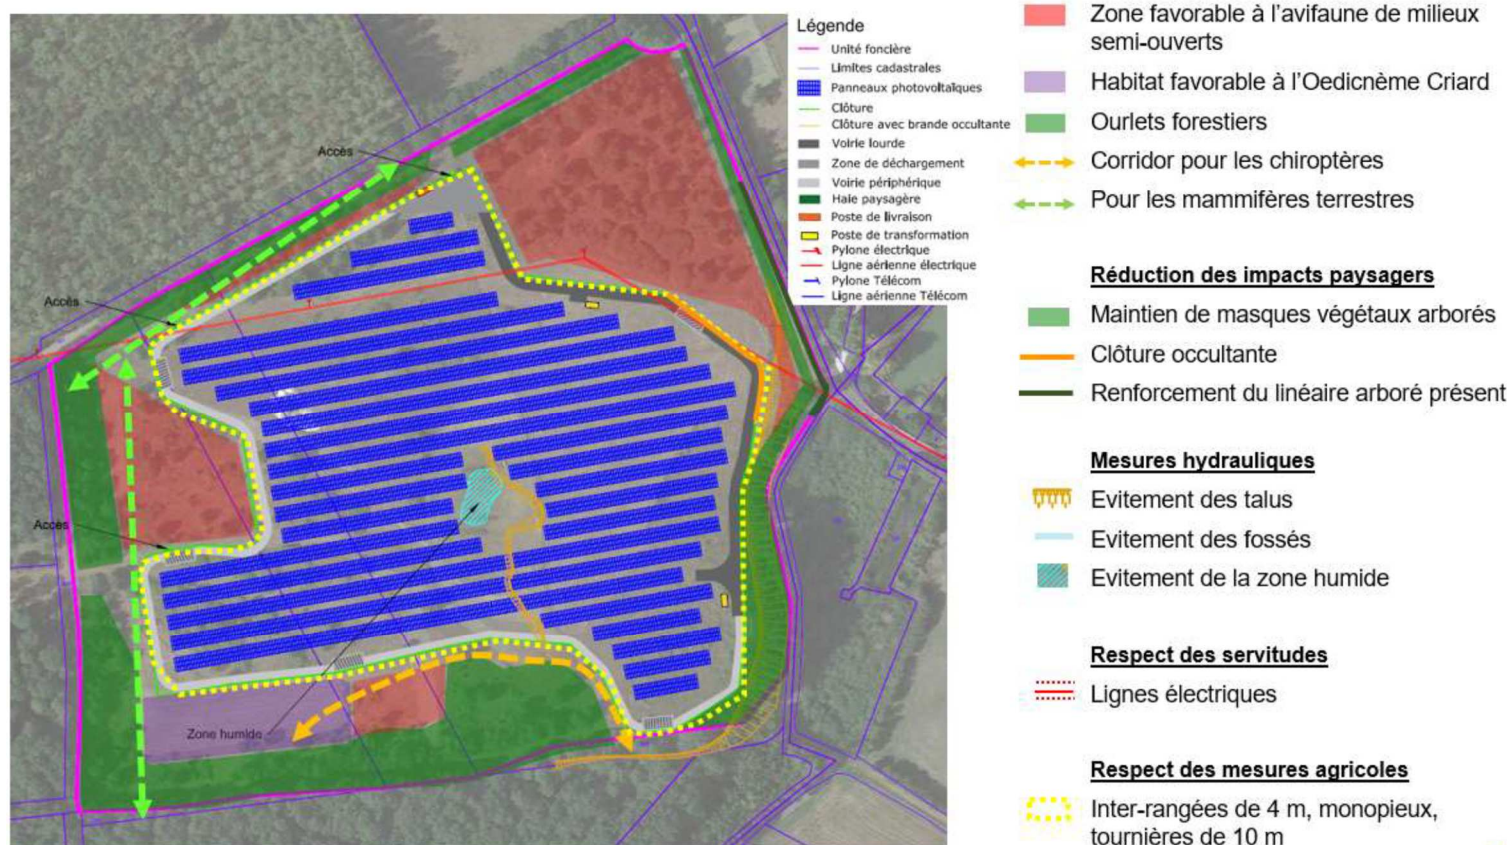 Légende
Unité foncière
Limites cadastrales
Panneaux photovoltaïques
Clôture
Clôture avec brande occultante
Voirie lourde
Zone de déchargement
Voirie périphérique
Haie paysagère
Poste de livraison
Poste de transformation
Pylone électrique
Ligne aérienne électrique
Pylone Télécom
Ligne aérienne Télécom
Accès
Accès
Accès
Zone humide
Zone favorable à l'avifaune de milieux
semi-ouverts
Habitat favorable à l'Oedicnème Criard
Ourlets forestiers
Corridor pour les chiroptères
Pour les mammifères terrestres
Réduction des impacts paysagers
Maintien de masques végétaux arborés
Clôture occultante
Renforcement du linéaire arboré présent
Mesures hydrauliques
Evitement des talus
Evitement des fossés
Evitement de la zone humide
Respect des servitudes
Lignes électriques
Respect des mesures agricoles
Inter-rangées de 4 m, monopieux,
tournières de 10 m